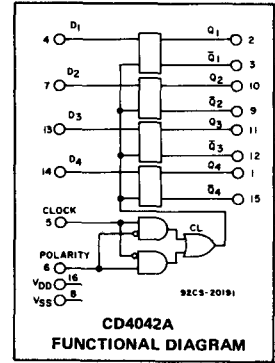 D1
4
Q1
2
Q̅1
3
D2
7
Q2
10
Q̅2
9
D3
13
Q3
11
Q̅3
12
D4
14
Q4
1
Q̅4
15
CLOCK
5
CL
POLARITY
6
VDD 16
VSS 8
92CS-20191
CD4042A
FUNCTIONAL DIAGRAM